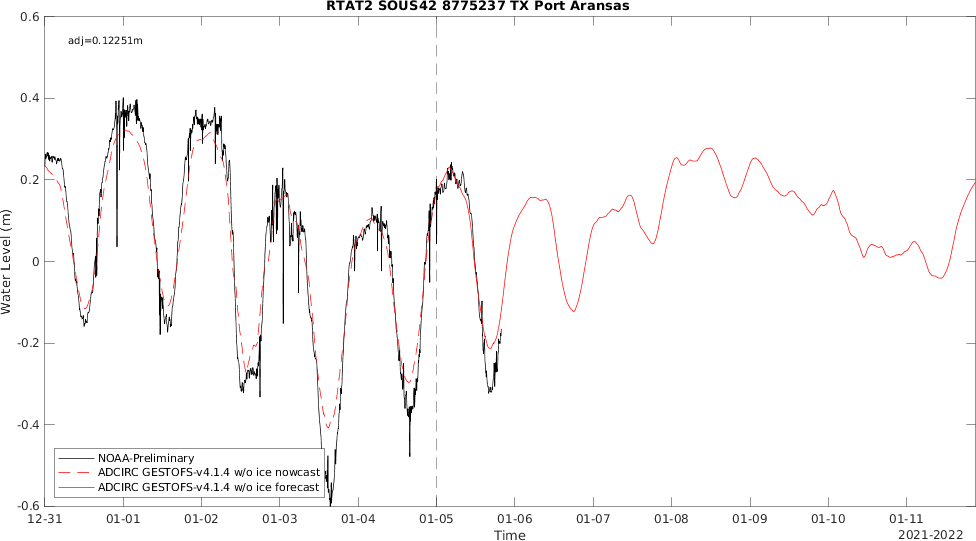 RTAT2 SOUS42 8775237 TX Port Aransas
adj=0.12251m
0.6
0.4
0.2
0
-0.2
-0.4
-0.6
Water Level (m)
NOAA-Preliminary
ADCIRC GESTOFS-v4.1.4 w/o ice nowcast
ADCIRC GESTOFS-v4.1.4 w/o ice forecast
12-31 01-01 01-02 01-03 01-04 01-05 01-06 01-07 01-08 01-09 01-10 01-11
Time
2021-2022